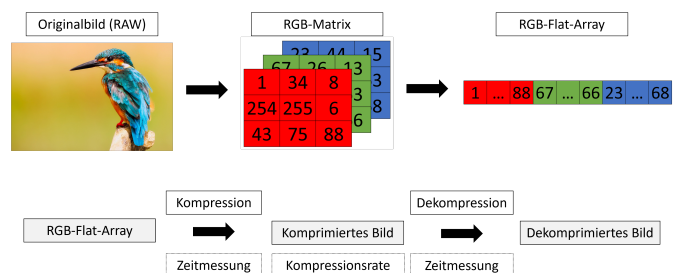 Originalbild (RAW)
RGB-Matrix
RGB-Flat-Array
23 44 15
67 26 13
3
1 34 8
3
8
254 255 6
6
43 75 88
1 ... 88 67 ... 66 23 ... 68
Kompression
Dekompression
RGB-Flat-Array
Komprimiertes Bild
Dekomprimiertes Bild
Zeitmessung
Kompressionsrate
Zeitmessung